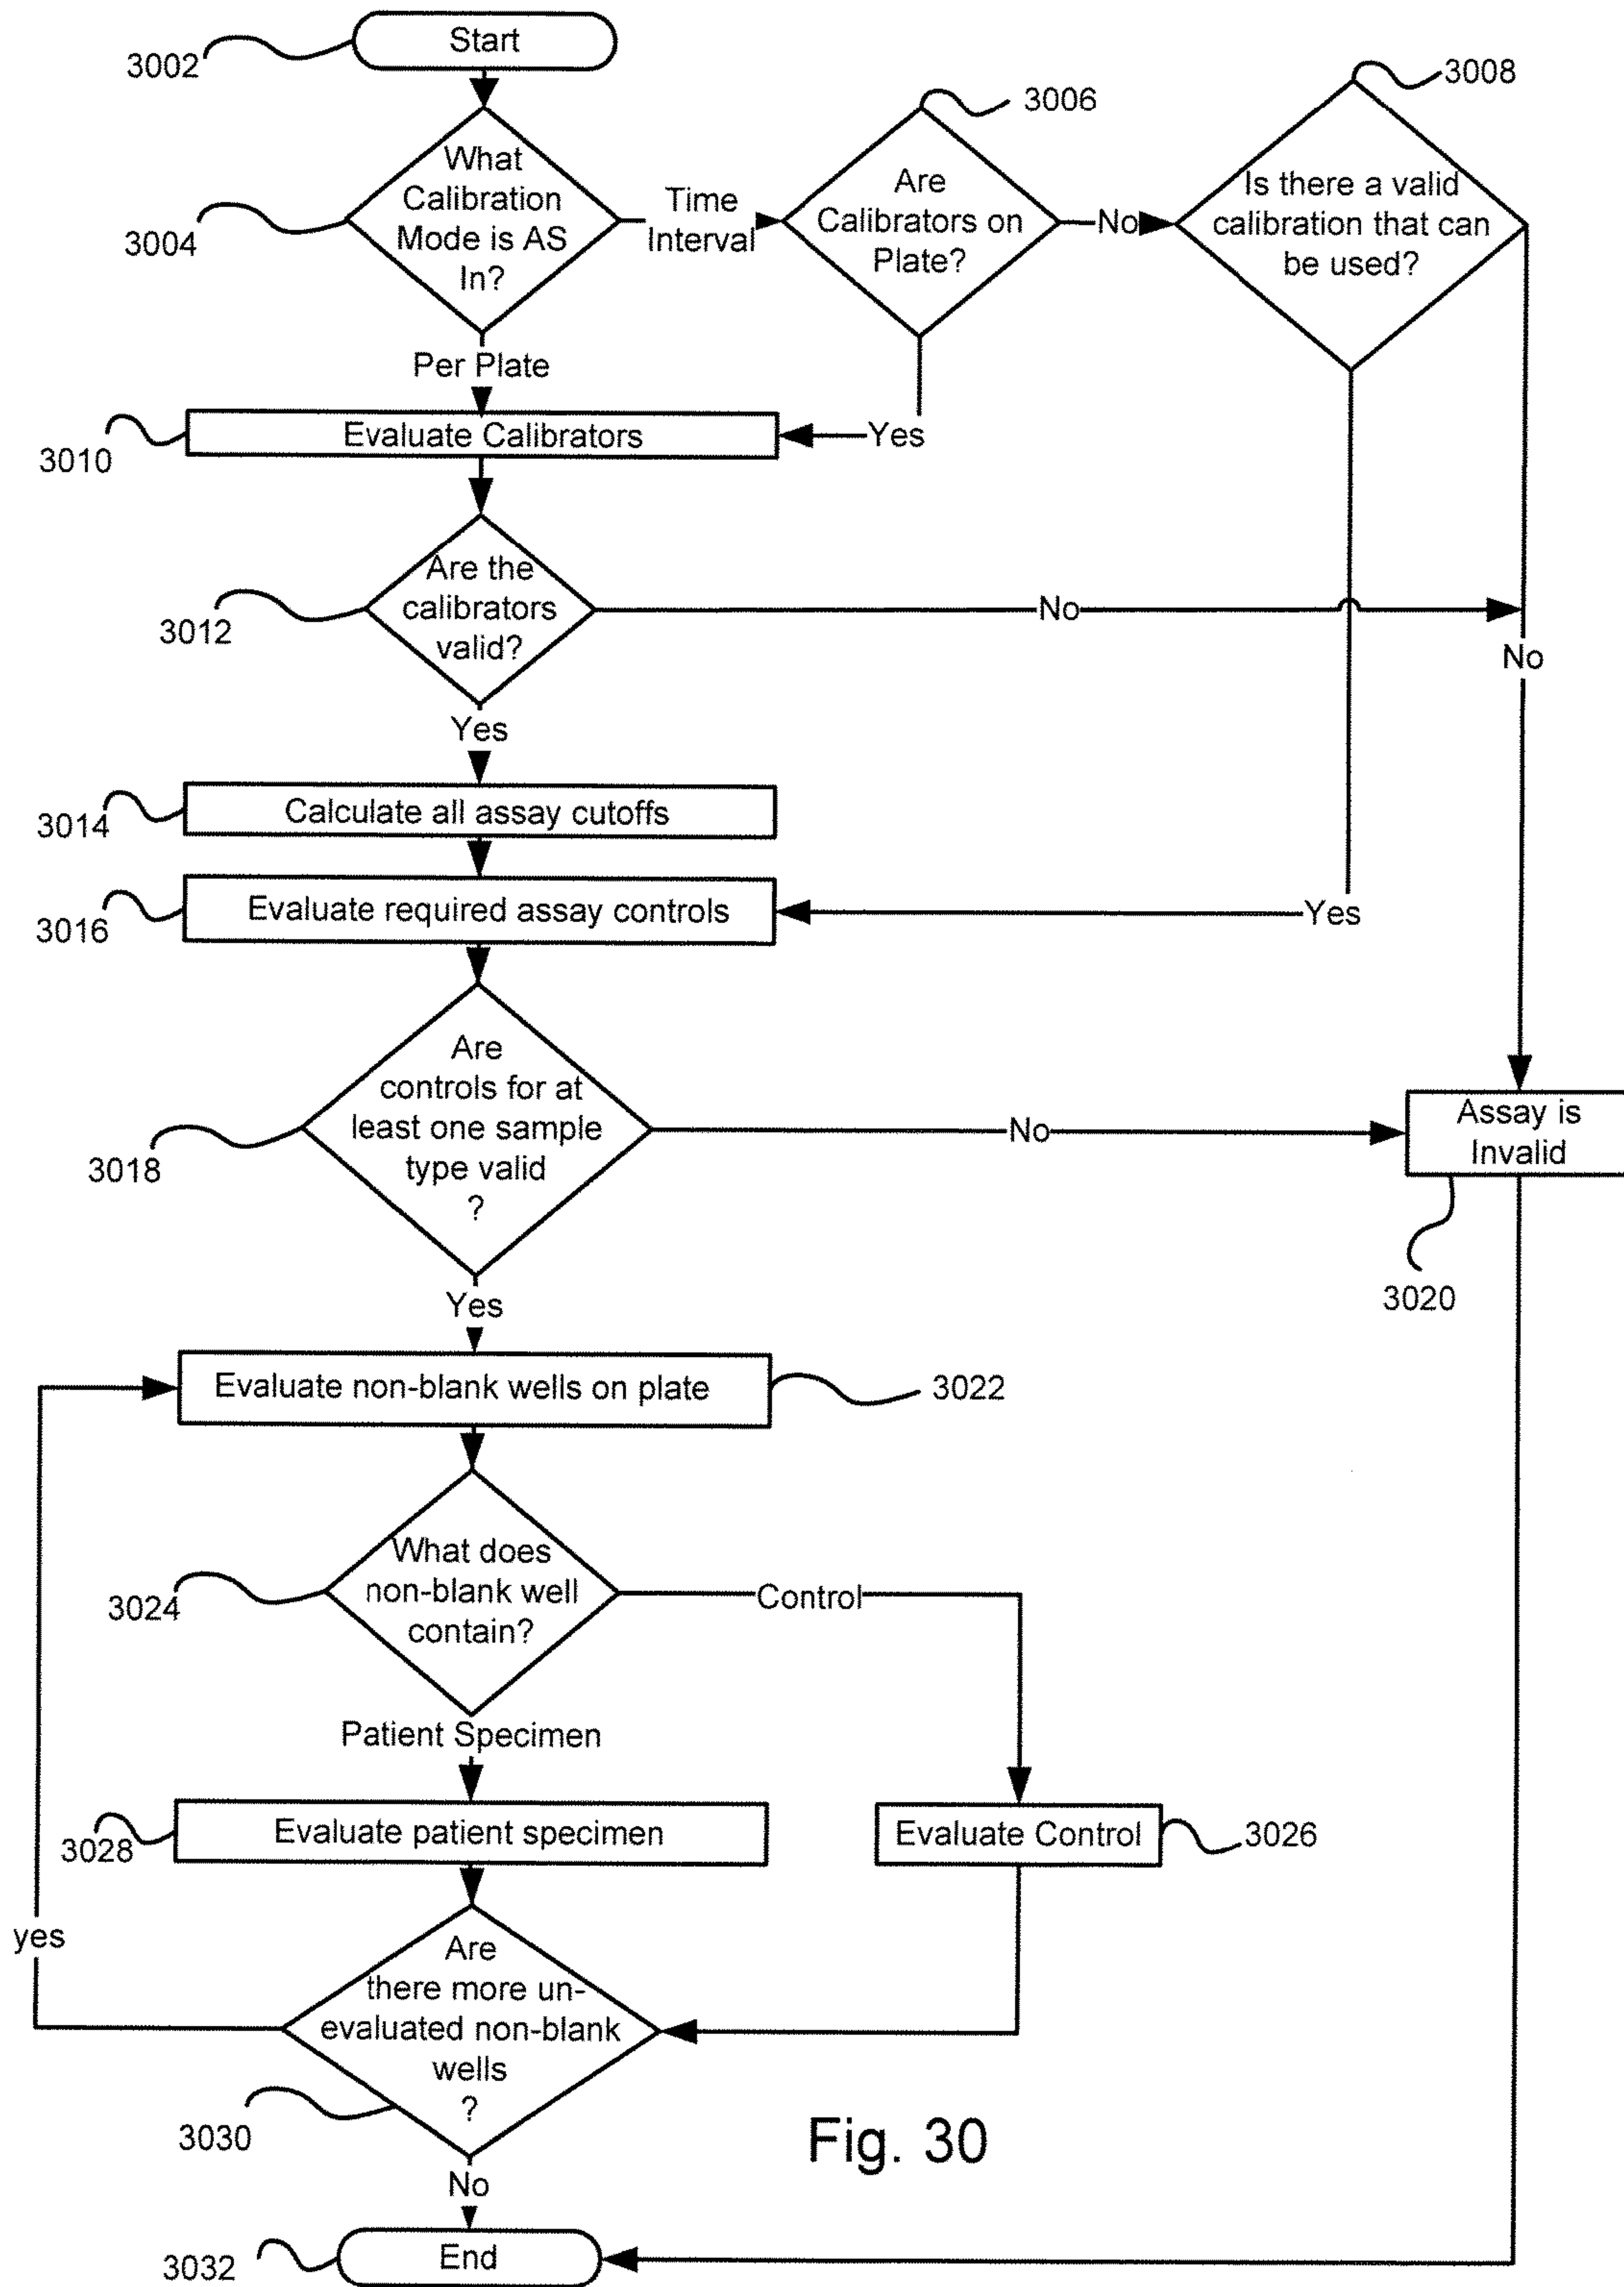 Start
3002
3008
3006
What
Calibration
Mode is AS
In?
3004
Time
Interval
Are
Calibrators on
Plate?
No
Is there a valid
calibration that can
be used?
Per Plate
Evaluate Calibrators
3010
Yes
Are the
calibrators
valid?
3012
No
No
Yes
Calculate all assay cutoffs
3014
Evaluate required assay controls
3016
Yes
Are
controls for at
least one sample
type valid
?
3018
No
Assay is
Invalid
3020
Yes
Evaluate non-blank wells on plate
3022
What does
non-blank well
contain?
3024
Control
Patient Specimen
Evaluate patient specimen
3028
Evaluate Control
3026
yes
Are
there more un-
evaluated non-blank
wells
?
3030
Fig. 30
No
End
3032